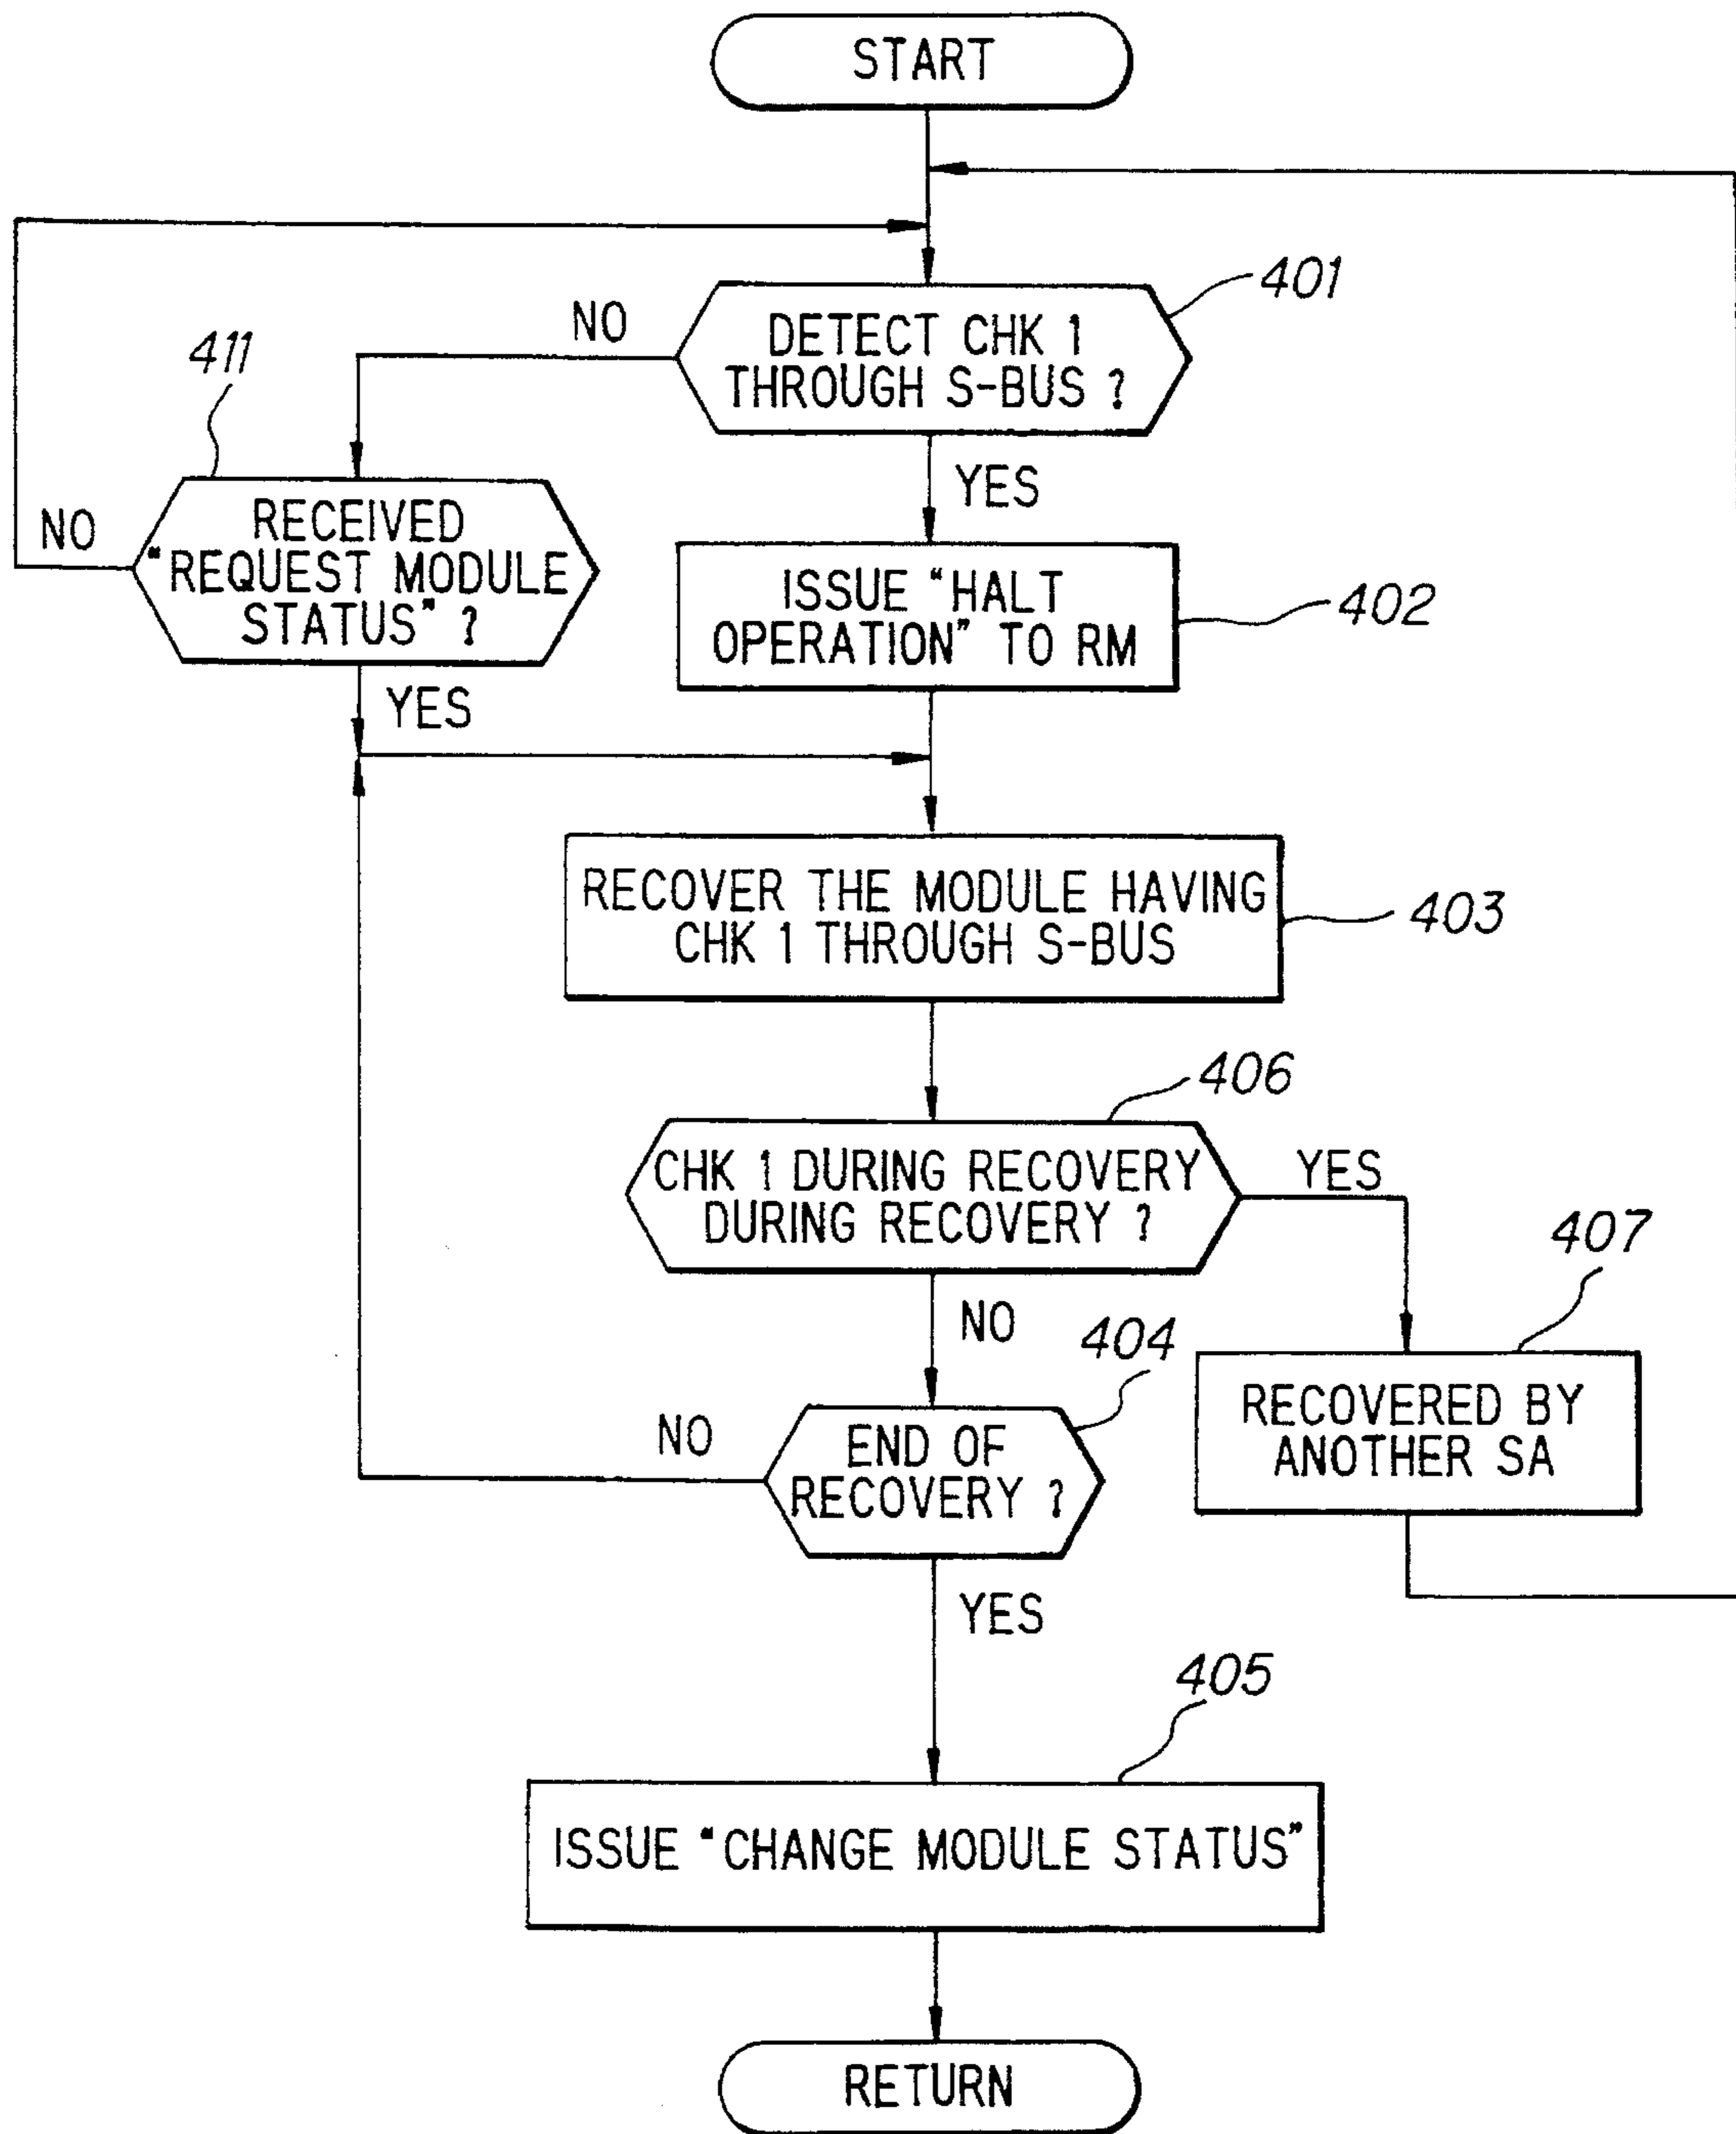 START
401
NO
DETECT CHK 1
THROUGH S-BUS ?
411
YES
NO
RECEIVED
"REQUEST MODULE
STATUS" ?
ISSUE "HALT
OPERATION" TO RM
402
YES
RECOVER THE MODULE HAVING
CHK 1 THROUGH S-BUS
403
406
CHK 1 DURING RECOVERY
DURING RECOVERY ?
YES
407
NO
404
RECOVERED BY
ANOTHER SA
NO
END OF
RECOVERY ?
YES
405
ISSUE "CHANGE MODULE STATUS"
RETURN